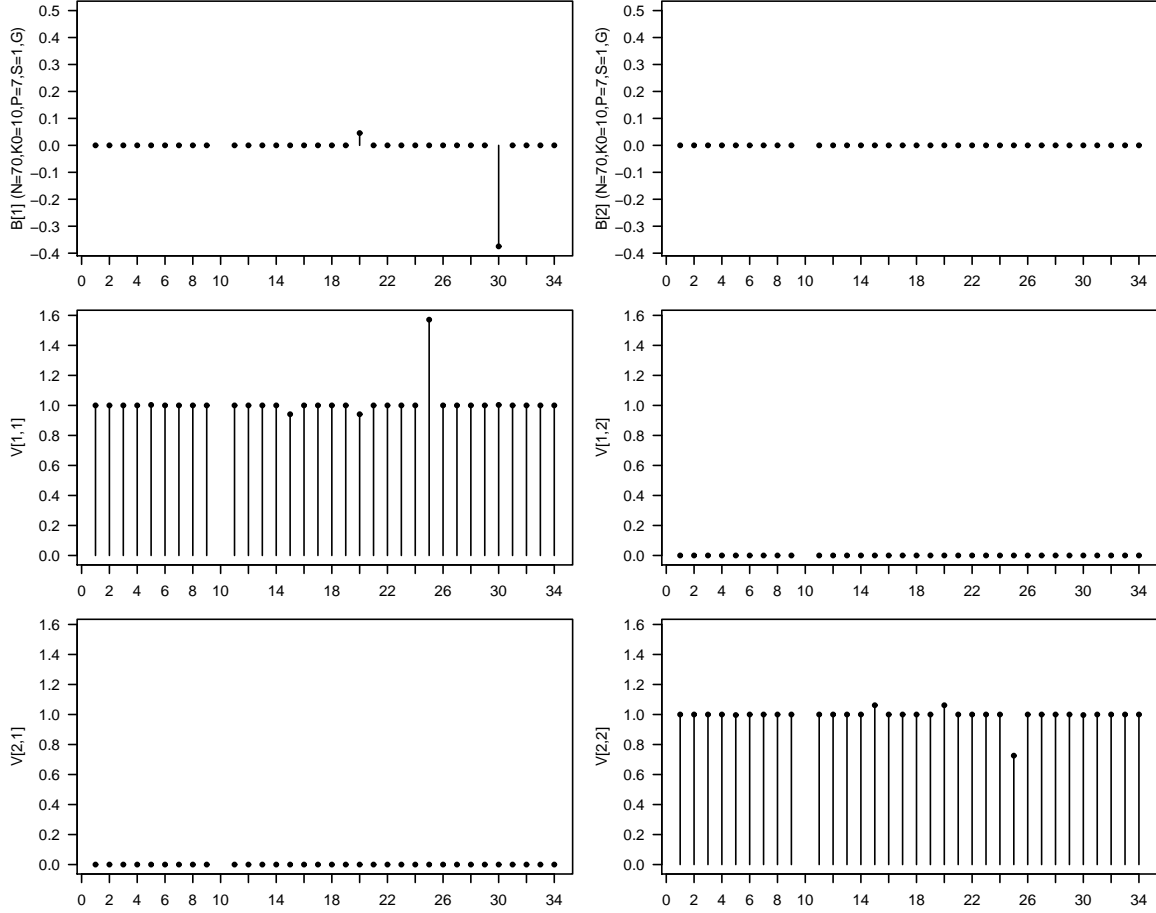 0.5 0.4 0.3 0.2 0.1 0.0 −0.1 −0.2 −0.3 −0.4
B[1] (N=70,K0=10,P=7,S=1,G)
0 2 4 6 8 10 14 18 22 26 30 34
0.5 0.4 0.3 0.2 0.1 0.0 −0.1 −0.2 −0.3 −0.4
B[2] (N=70,K0=10,P=7,S=1,G)
0 2 4 6 8 10 14 18 22 26 30 34
1.6 1.4 1.2 1.0 0.8 0.6 0.4 0.2 0.0
V[1,1]
0 2 4 6 8 10 14 18 22 26 30 34
1.6 1.4 1.2 1.0 0.8 0.6 0.4 0.2 0.0
V[1,2]
0 2 4 6 8 10 14 18 22 26 30 34
1.6 1.4 1.2 1.0 0.8 0.6 0.4 0.2 0.0
V[2,1]
0 2 4 6 8 10 14 18 22 26 30 34
1.6 1.4 1.2 1.0 0.8 0.6 0.4 0.2 0.0
V[2,2]
0 2 4 6 8 10 14 18 22 26 30 34